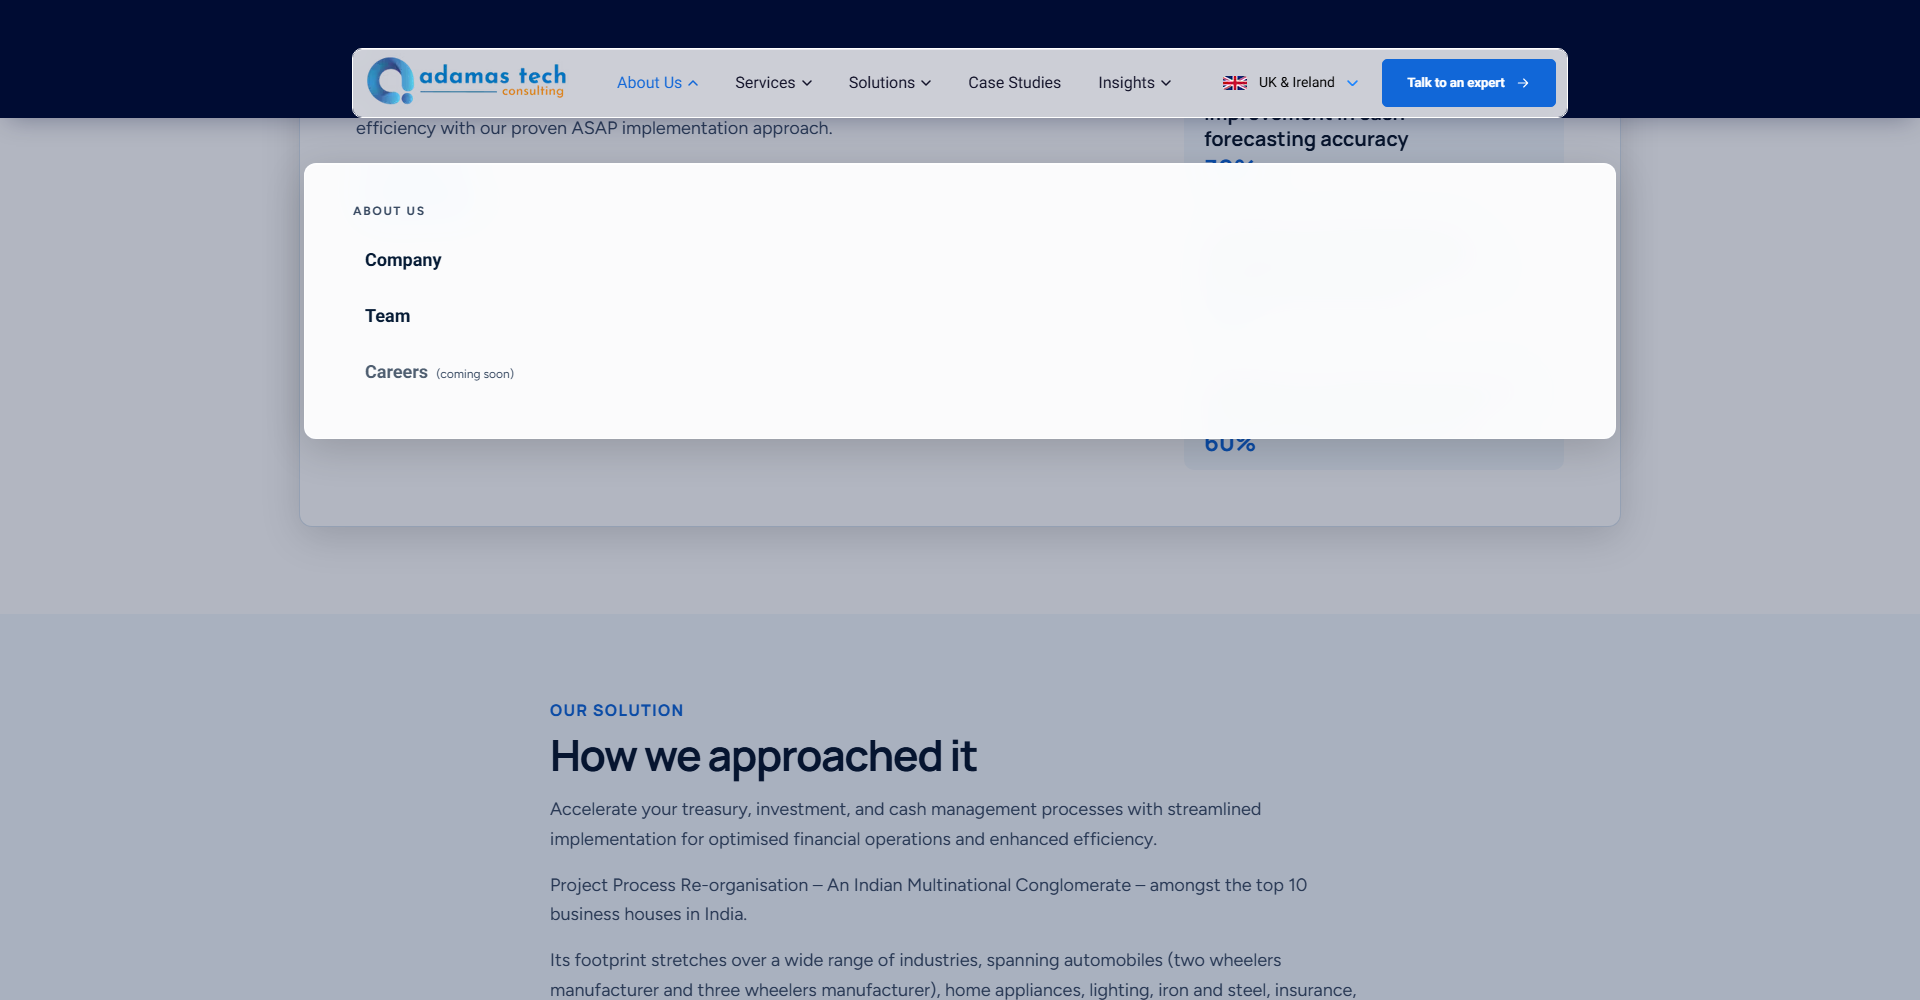 adamas tech
consulting
About Us
Services
Solutions
Case Studies
Insights
UK & Ireland
Talk to an expert
efficiency with our proven ASAP implementation approach.
improvement in cash
forecasting accuracy
ABOUT US
Company
Team
Careers (coming soon)
60%
OUR SOLUTION
How we approached it
Accelerate your treasury, investment, and cash management processes with streamlined
implementation for optimised financial operations and enhanced efficiency.
Project Process Re-organisation – An Indian Multinational Conglomerate – amongst the top 10
business houses in India.
Its footprint stretches over a wide range of industries, spanning automobiles (two wheelers
manufacturer and three wheelers manufacturer), home appliances, lighting, iron and steel, insurance,